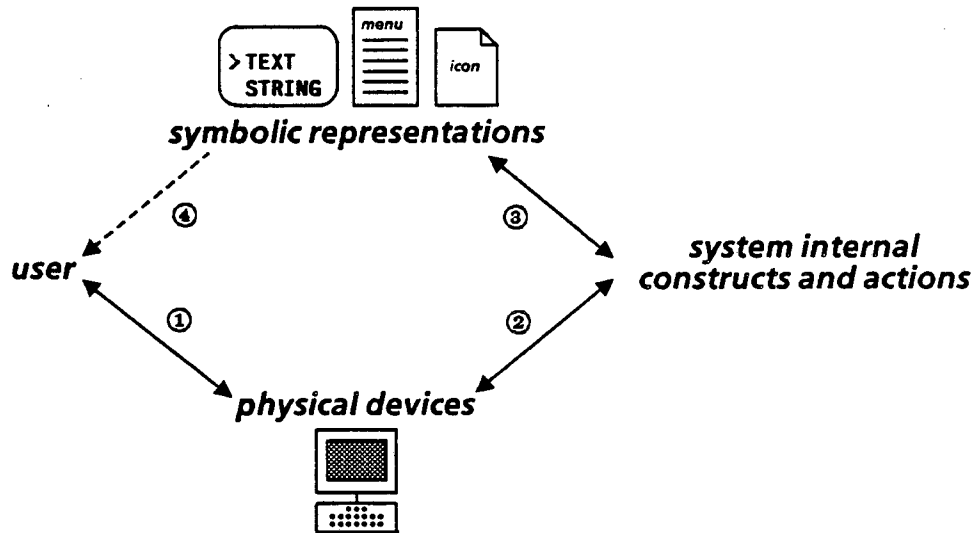 menu
>TEXT
STRING
icon
symbolic representations
④
③
user
system internal
constructs and actions
①
②
physical devices